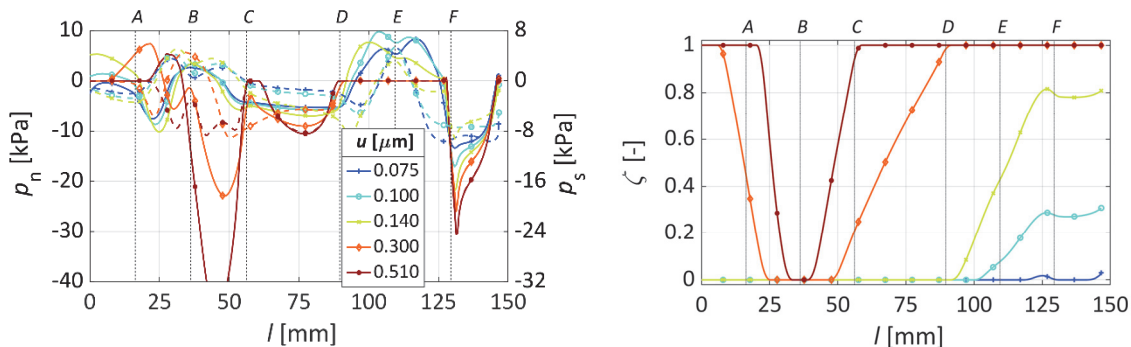 A B C D E F
10
0
-10
-20
-30
-40
pn [kPa]
8
0
-8
-16
-24
-32
ps [kPa]
u [μm]
0.075
0.100
0.140
0.300
0.510
0 25 50 75 100 125 150
l [mm]
A B C D E F
1
0.8
0.6
0.4
0.2
0
ζ [-]
0 25 50 75 100 125 150
l [mm]